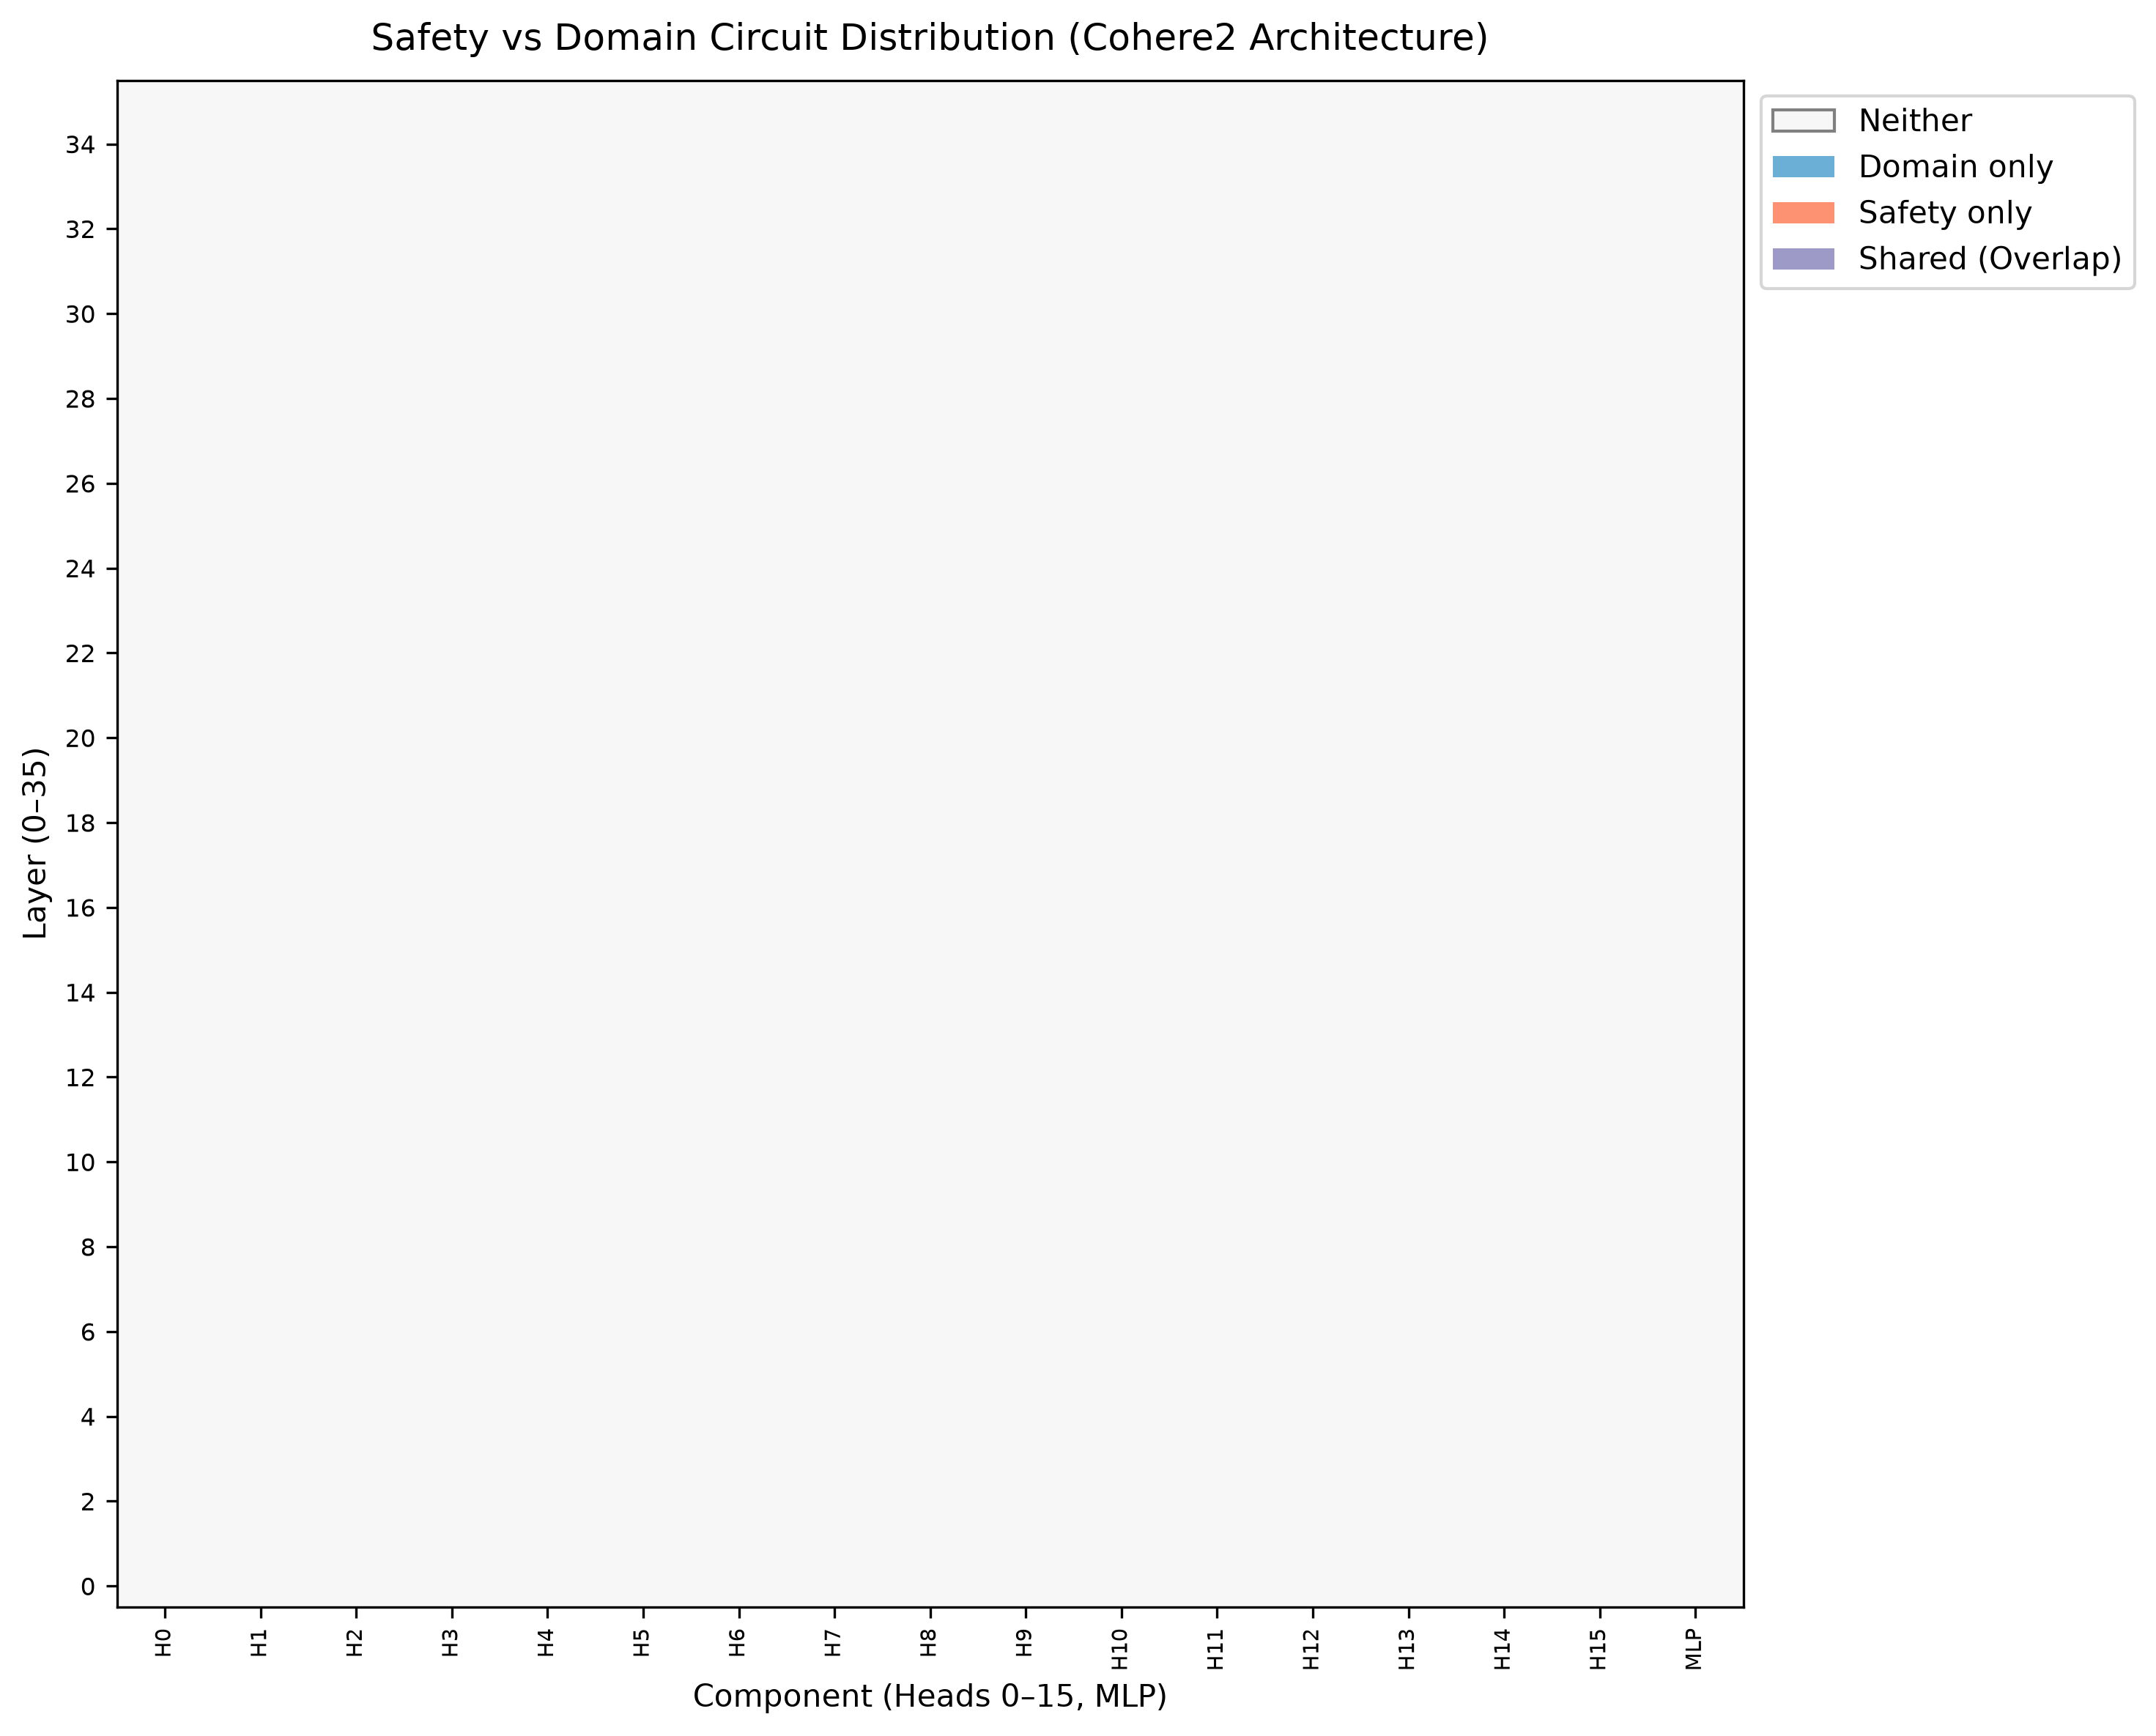 Safety vs Domain Circuit Distribution (Cohere2 Architecture)
Neither
Domain only
Safety only
Shared (Overlap)
Layer (0–35)
34
32
30
28
26
24
22
20
18
16
14
12
10
8
6
4
2
0
H0 H1 H2 H3 H4 H5 H6 H7 H8 H9 H10 H11 H12 H13 H14 H15 MLP
Component (Heads 0–15, MLP)